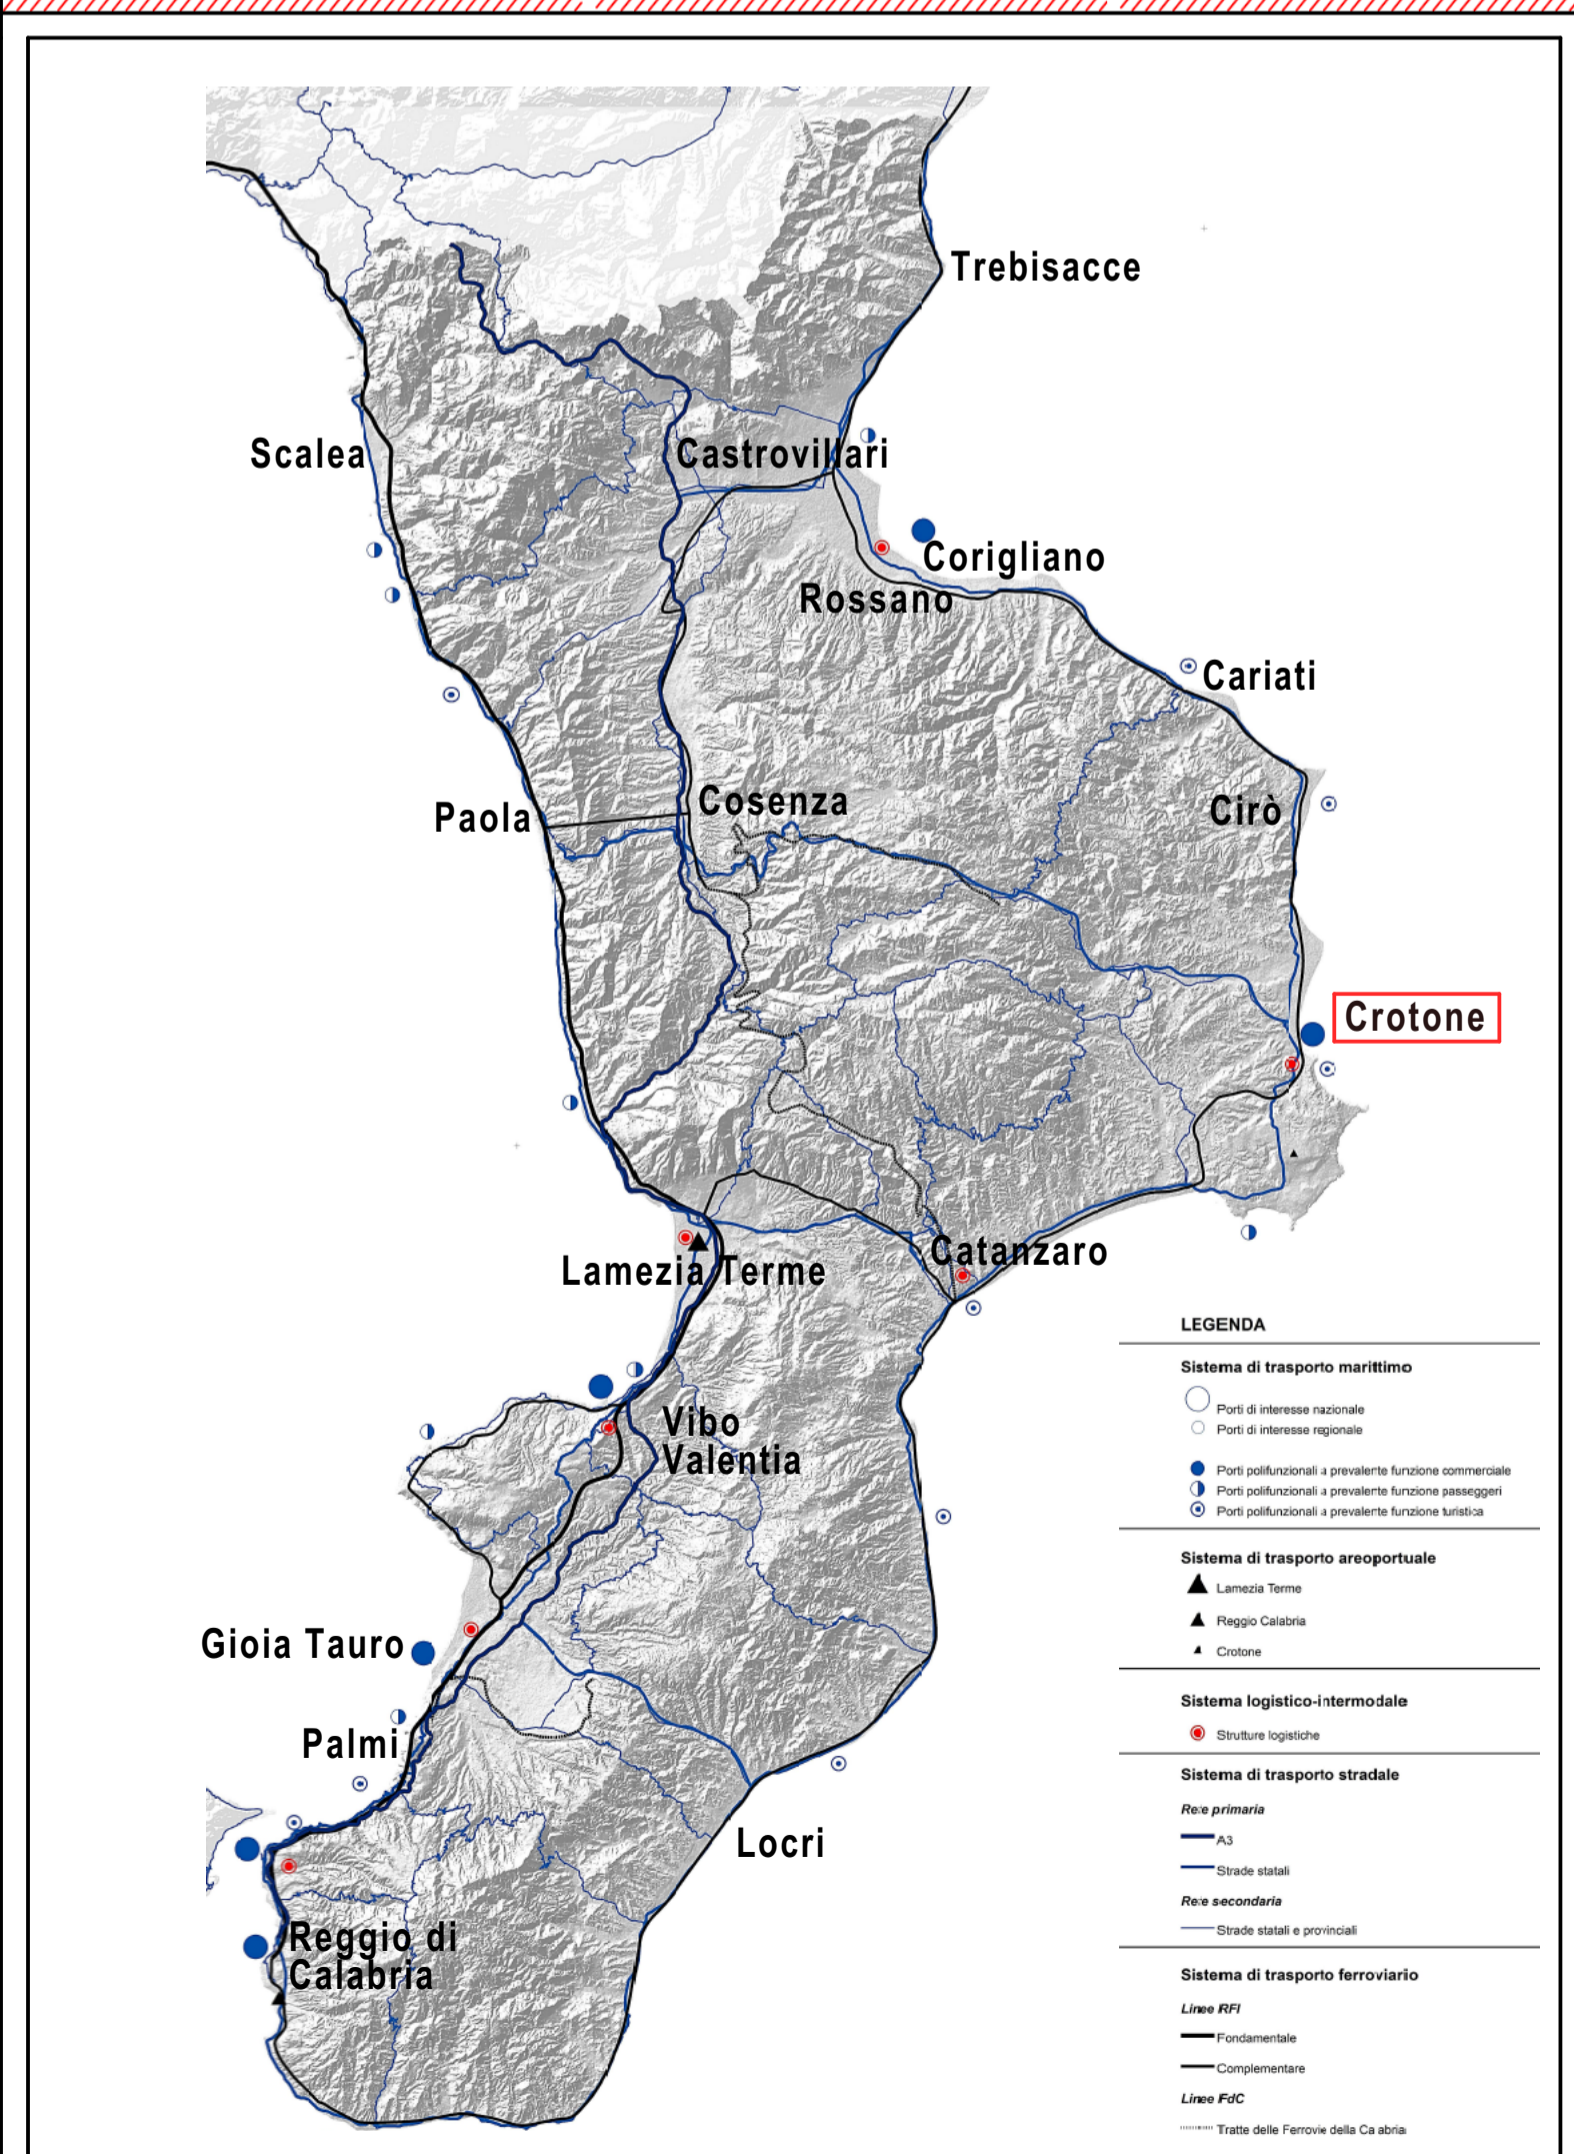 Trebisacce
Scalea
Castrovillari
Corigliano
Rossano
Cariati
Cosenza
Cirò
Paola
Crotone
Catanzaro
Lamezia Terme
Vibo
Valentia
Gioia Tauro
Palmi
Locri
Reggio di
Calabria
LEGENDA
Sistema di trasporto marittimo
Porti di interesse nazionale
Porti di interesse regionale
Porti polifunzionali a prevalente funzione commerciale
Porti polifunzionali a prevalente funzione passeggeri
Porti polifunzionali a prevalente funzione turistica
Sistema di trasporto areoportuale
Lamezia Terme
Reggio Calabria
Crotone
Sistema logistico-intermodale
Strutture logistiche
Sistema di trasporto stradale
Rete primaria
A3
Strade statali
Rete secondaria
Strade statali e provinciali
Sistema di trasporto ferroviario
Linee RFI
Fondamentale
Complementare
Linee FdC
Tratte delle Ferrovie della Calabria